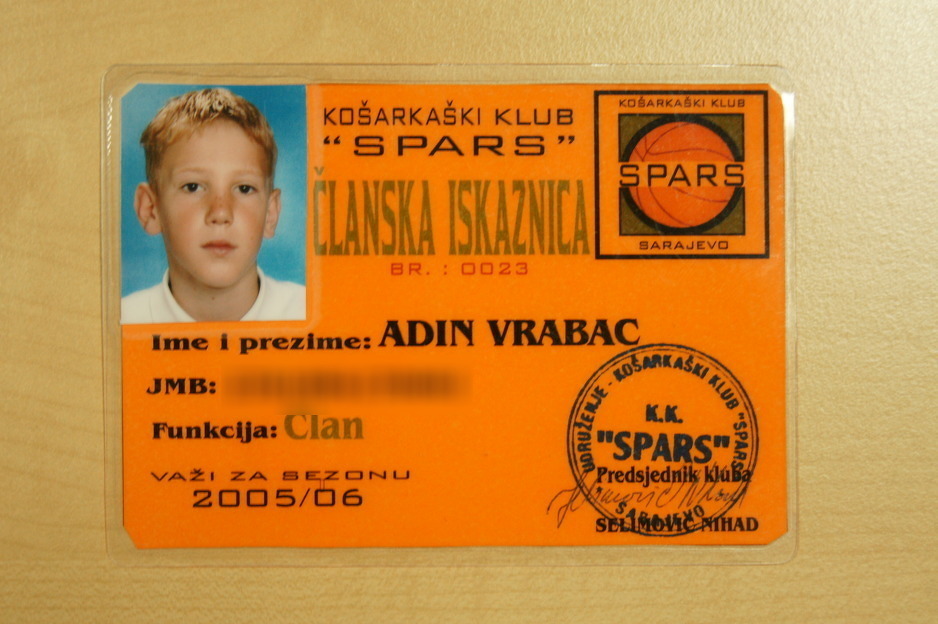 KOŠARKAŠKI KLUB
"SPARS"
ČLANSKA ISKAZNICA
BR. : 0023
KOŠARKAŠKI KLUB
SPARS
SARAJEVO
Ime i prezime: ADIN VRABAC
JMB:
Funkcija: Clan
VAŽI ZA SEZONU
2005/06
UDRUŽENJE - KOŠARKAŠKI KLUB "SPARS"
K.K.
"SPARS"
SARAJEVO
Predsjednik kluba
SELIMOVIĆ NIHAD